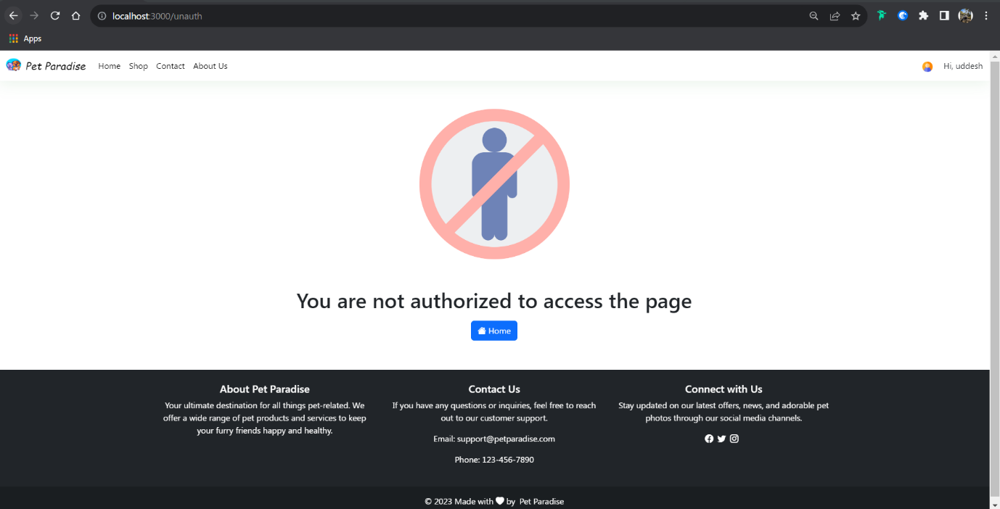 localhost:3000/unauth
Apps
Pet Paradise Home Shop Contact About Us Hi, uddesh
You are not authorized to access the page
Home
About Pet Paradise
Your ultimate destination for all things pet-related. We
offer a wide range of pet products and services to keep
your furry friends happy and healthy.
Contact Us
If you have any questions or inquiries, feel free to reach
out to our customer support.
Email: support@petparadise.com
Phone: 123-456-7890
Connect with Us
Stay updated on our latest offers, news, and adorable pet
photos through our social media channels.
© 2023 Made with by Pet Paradise